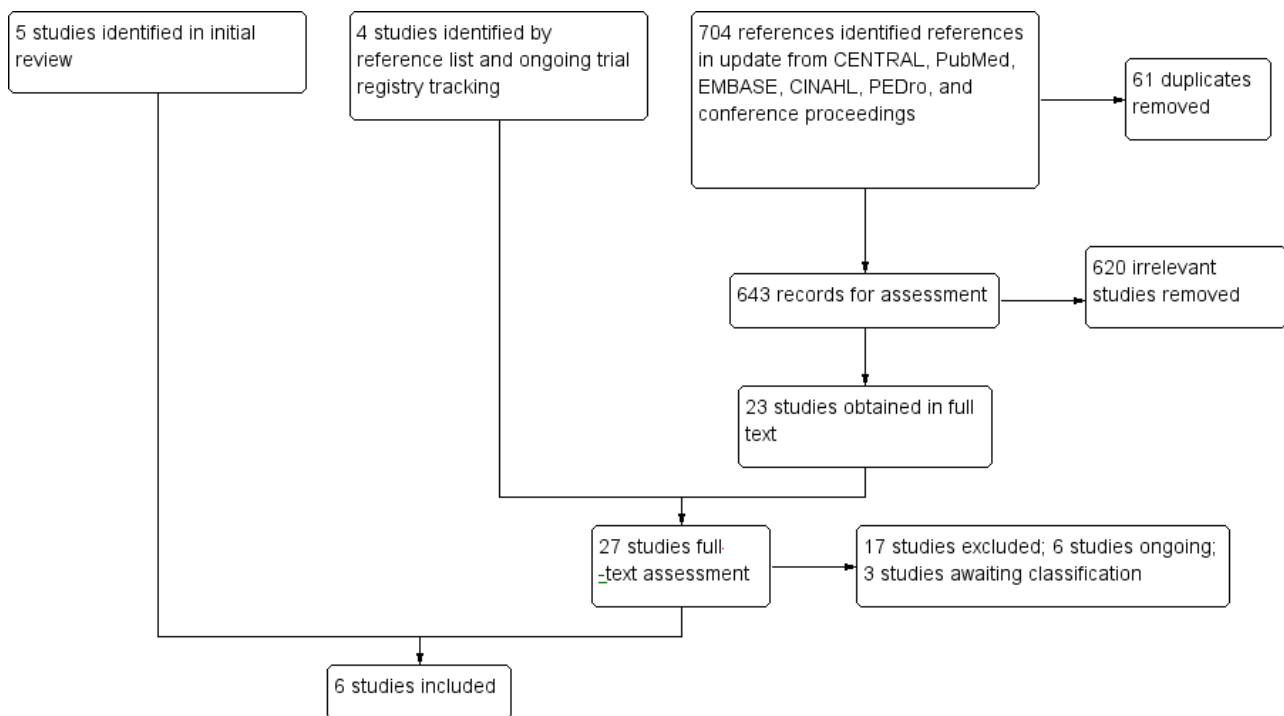 5 studies identified in initial
review
4 studies identified by
reference list and ongoing trial
registry tracking
704 references identified references
in update from CENTRAL, PubMed,
EMBASE, CINAHL, PEDro, and
conference proceedings
61 duplicates
removed
643 records for assessment
620 irrelevant
studies removed
23 studies obtained in full
text
27 studies full
-text assessment
17 studies excluded; 6 studies ongoing;
3 studies awaiting classification
6 studies included